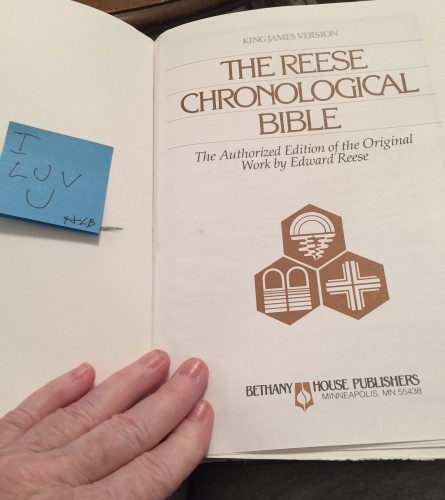 I
LUV
U
KING JAMES VERSION
THE REESE
CHRONOLOGICAL
BIBLE
The Authorized Edition of the Original
Work by Edward Reese
BETHANY HOUSE PUBLISHERS
MINNEAPOLIS, MN 55438